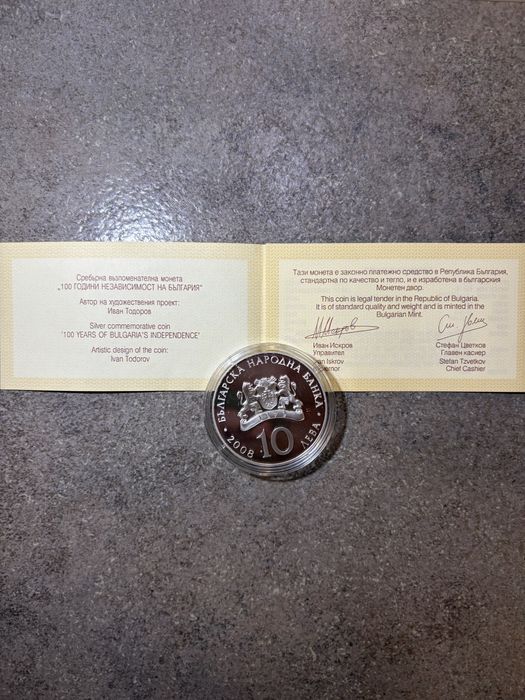 Сребърна възпоменателна монета
„100 ГОДИНИ НЕЗАВИСИМОСТ НА БЪЛГАРИЯ"
Автор на художествения проект:
Иван Тодоров
Silver commemorative coin
'100 YEARS OF BULGARIA'S INDEPENDENCE'
Artistic design of the coin:
Ivan Todorov
Тази монета е законно платежно средство в Република България,
стандартна по качество и тегло, и е изработена в българския
Монетен двор.
This coin is legal tender in the Republic of Bulgaria.
It is of standard quality and weight and is minted in the
Bulgarian Mint.
Иван Искров
Управител
Iskrov
Стефан Цветков
Главен касиер
Stefan Tzvetkov
Chief Cashier
БЪЛГАРСКА НАРОДНА БАНКА
2008
10
ЛЕВА